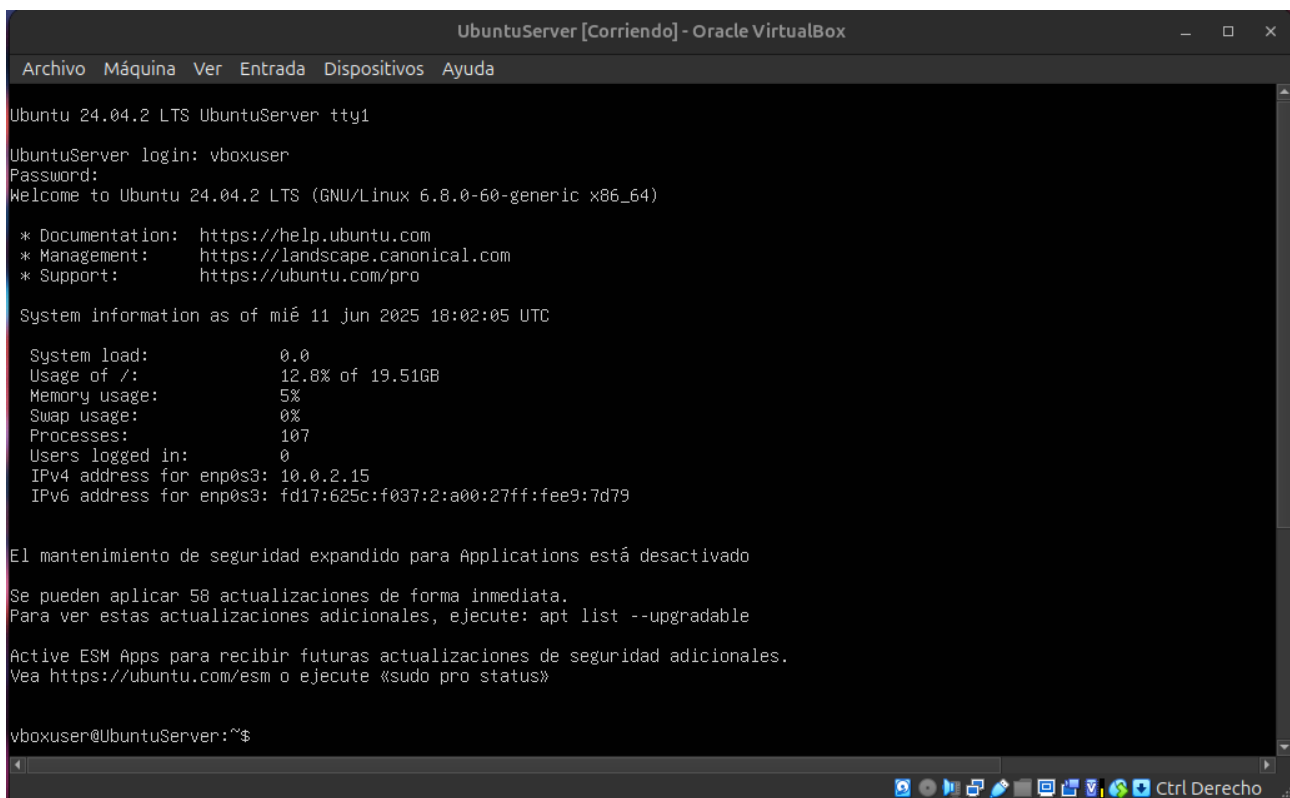 UbuntuServer [Corriendo] - Oracle VirtualBox
Archivo Máquina Ver Entrada Dispositivos Ayuda
Ubuntu 24.04.2 LTS UbuntuServer tty1
UbuntuServer login: vboxuser
Password:
Welcome to Ubuntu 24.04.2 LTS (GNU/Linux 6.8.0-60-generic x86_64)
* Documentation: https://help.ubuntu.com
* Management: https://landscape.canonical.com
* Support: https://ubuntu.com/pro
System information as of mié 11 jun 2025 18:02:05 UTC
System load: 0.0
Usage of /: 12.8% of 19.51GB
Memory usage: 5%
Swap usage: 0%
Processes: 107
Users logged in: 0
IPv4 address for enp0s3: 10.0.2.15
IPv6 address for enp0s3: fd17:625c:f037:2:a00:27ff:fee9:7d79
El mantenimiento de seguridad expandido para Applications está desactivado
Se pueden aplicar 58 actualizaciones de forma inmediata.
Para ver estas actualizaciones adicionales, ejecute: apt list --upgradable
Active ESM Apps para recibir futuras actualizaciones de seguridad adicionales.
Vea https://ubuntu.com/esm o ejecute «sudo pro status»
vboxuser@UbuntuServer:~$
Ctrl Derecho